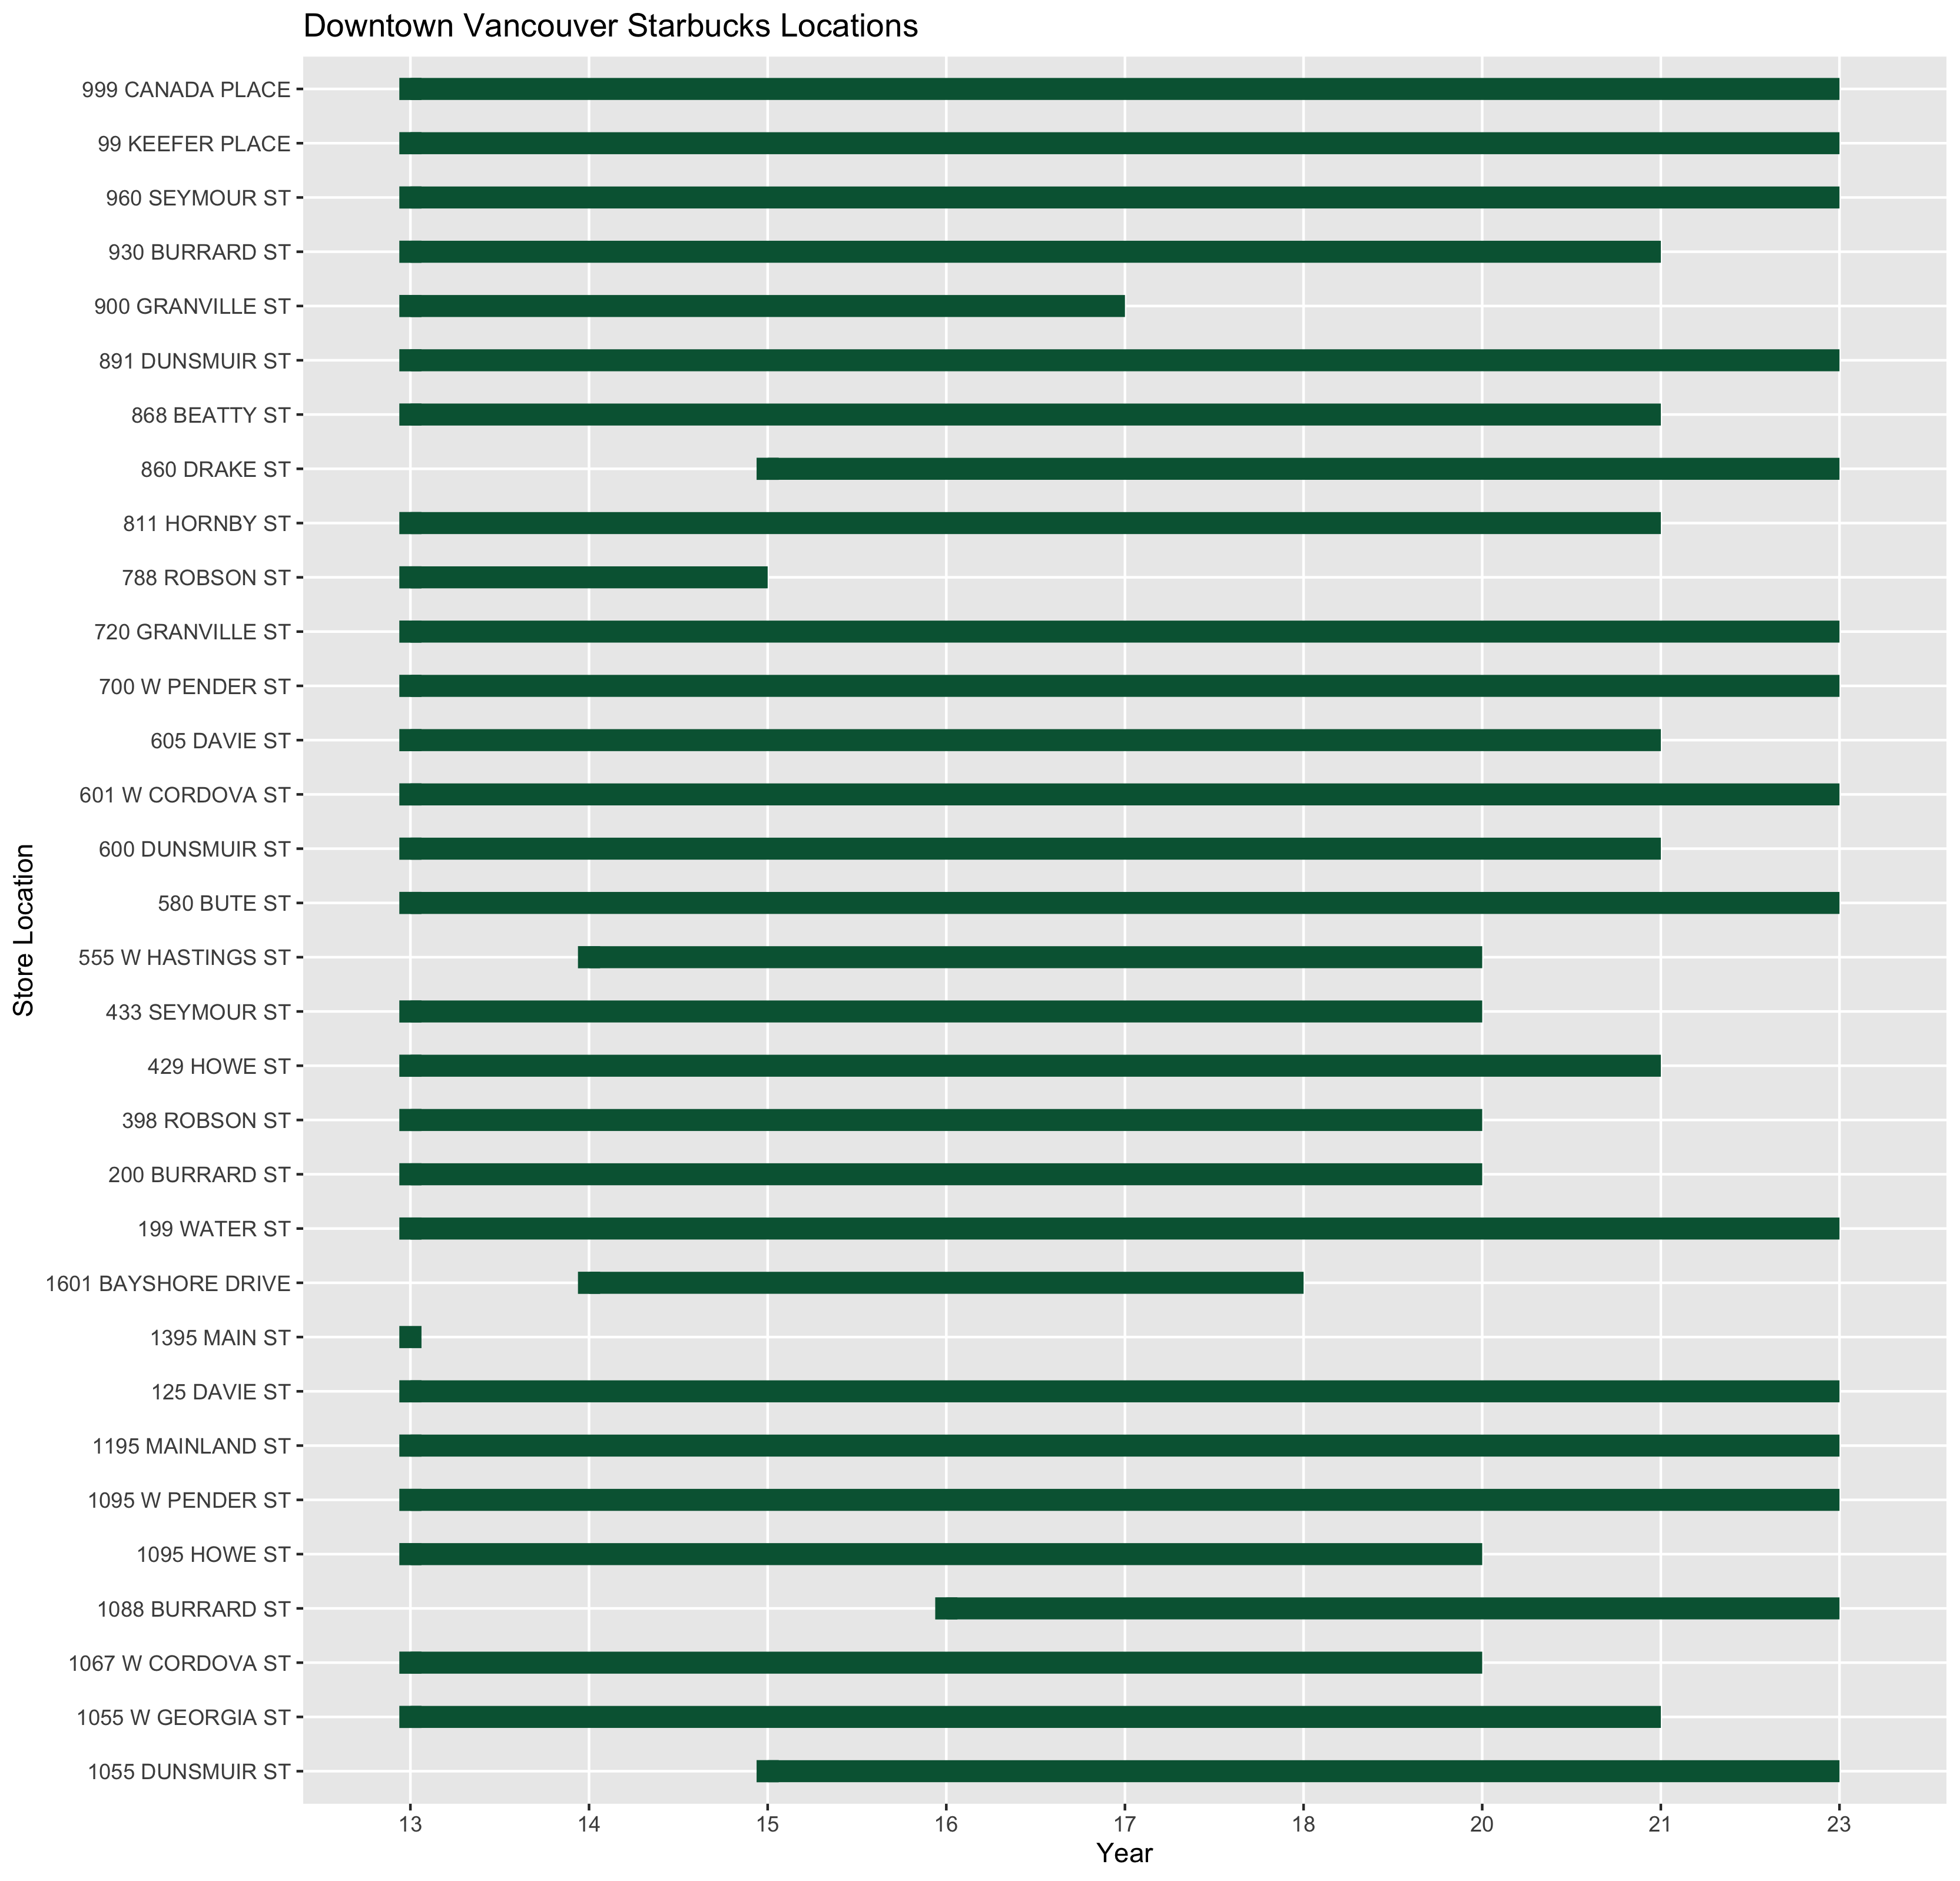 Downtown Vancouver Starbucks Locations
999 CANADA PLACE
99 KEEFER PLACE
960 SEYMOUR ST
930 BURRARD ST
900 GRANVILLE ST
891 DUNSMUIR ST
868 BEATTY ST
860 DRAKE ST
811 HORNBY ST
788 ROBSON ST
720 GRANVILLE ST
700 W PENDER ST
605 DAVIE ST
601 W CORDOVA ST
600 DUNSMUIR ST
580 BUTE ST
555 W HASTINGS ST
433 SEYMOUR ST
429 HOWE ST
398 ROBSON ST
200 BURRARD ST
199 WATER ST
1601 BAYSHORE DRIVE
1395 MAIN ST
125 DAVIE ST
1195 MAINLAND ST
1095 W PENDER ST
1095 HOWE ST
1088 BURRARD ST
1067 W CORDOVA ST
1055 W GEORGIA ST
1055 DUNSMUIR ST
Store Location
13 14 15 16 17 18 20 21 23
Year